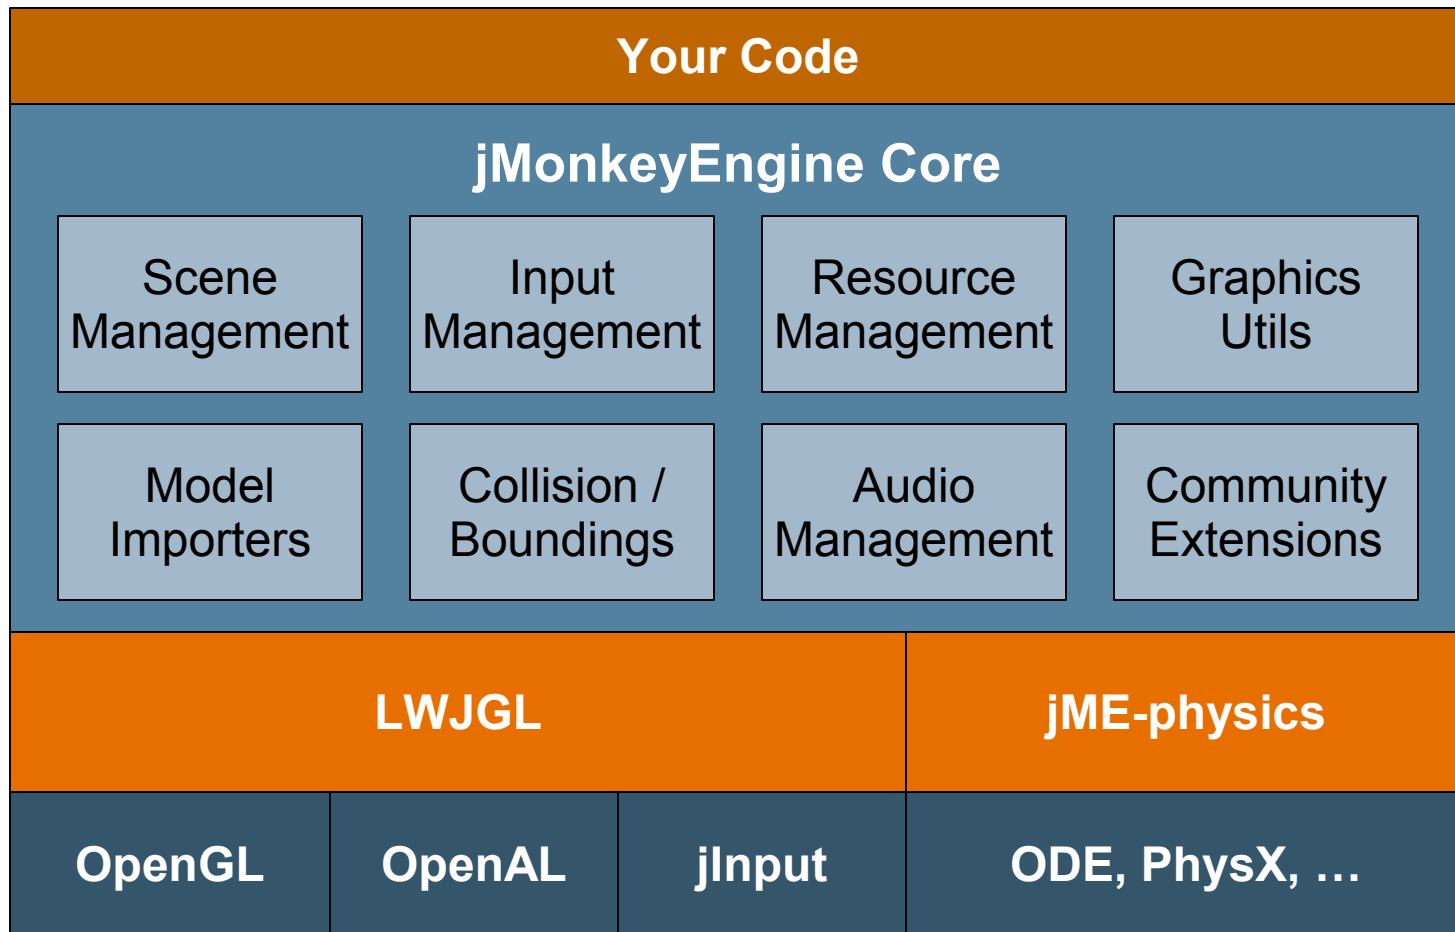 Your Code
jMonkeyEngine Core
Scene
Management
Input
Management
Resource
Management
Graphics
Utils
Model
Importers
Collision /
Boundings
Audio
Management
Community
Extensions
LWJGL
jME-physics
OpenGL
OpenAL
jInput
ODE, PhysX, …